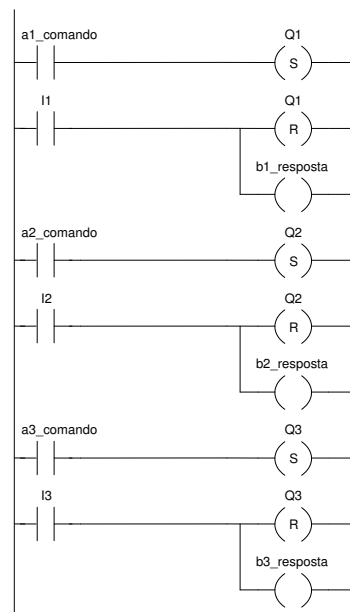 a1_comando Q1
S
I1 Q1
R
b1_resposta
a2_comando Q2
S
I2 Q2
R
b2_resposta
a3_comando Q3
S
I3 Q3
R
b3_resposta